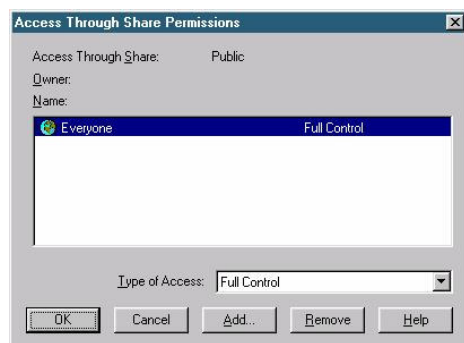 Access Through Share Permissions
Access Through Share: Public
Owner:
Name:
Everyone Full Control
Type of Access: Full Control
OK Cancel Add... Remove Help